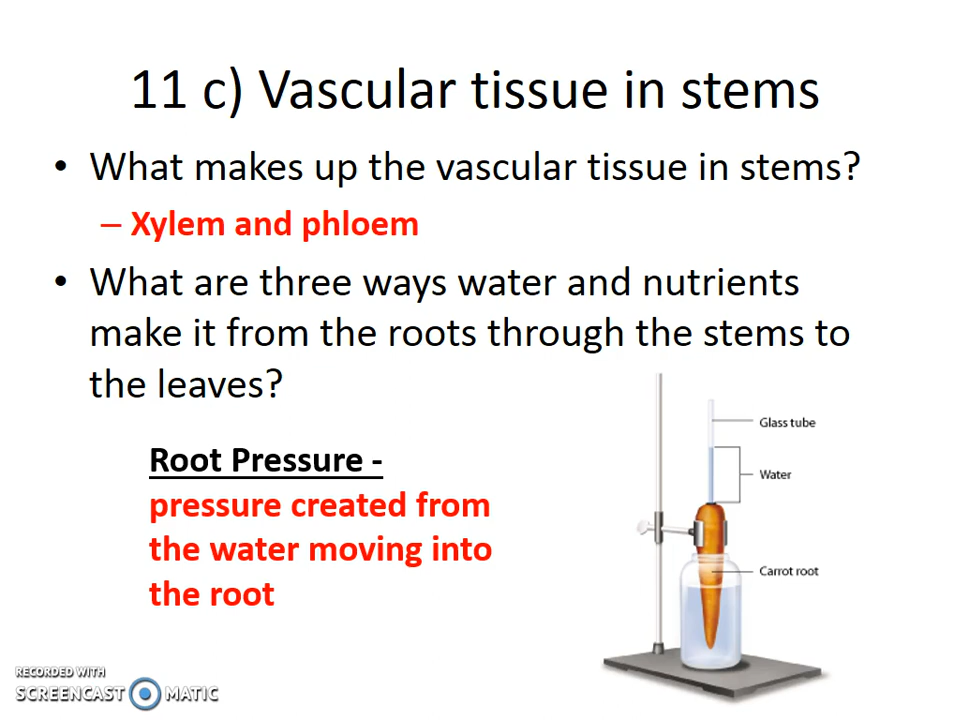 11 c) Vascular tissue in stems
• What makes up the vascular tissue in stems?
– Xylem and phloem
• What are three ways water and nutrients
make it from the roots through the stems to
the leaves?
Root Pressure -
pressure created from
the water moving into
the root
Glass tube
Water
Carrot root
RECORDED WITH
SCREENCAST MATIC